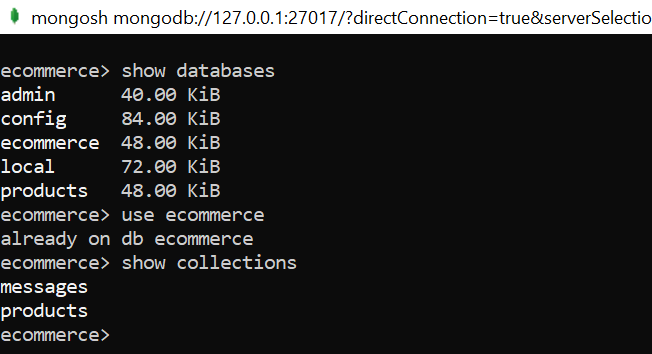 mongosh mongodb://127.0.0.1:27017/?directConnection=true&serverSelectio
ecommerce> show databases
admin     40.00 KiB
config    84.00 KiB
ecommerce  48.00 KiB
local     72.00 KiB
products  48.00 KiB
ecommerce> use ecommerce
already on db ecommerce
ecommerce> show collections
messages
products
ecommerce>